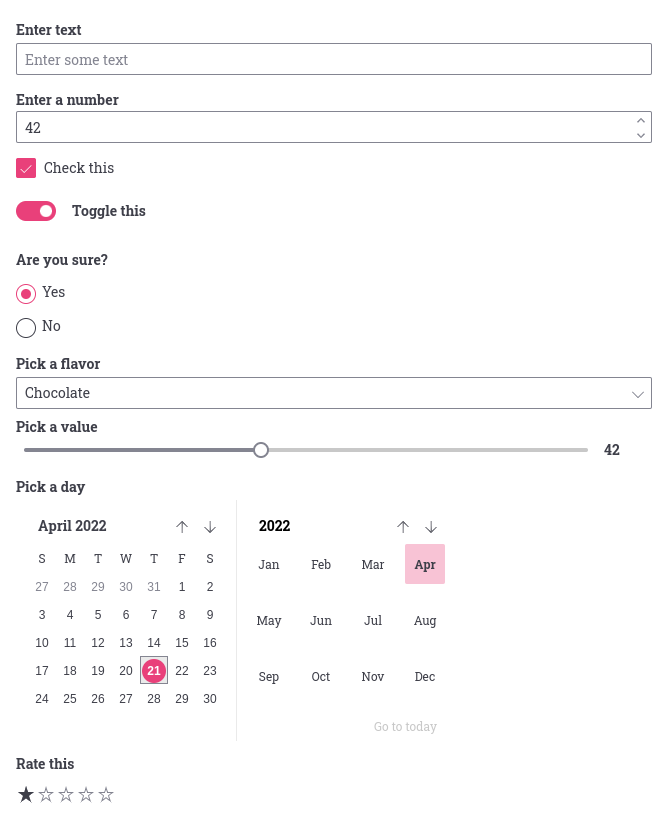 Enter text
Enter some text
Enter a number
42
Check this
Toggle this
Are you sure?
Yes
No
Pick a flavor
Chocolate
Pick a value
42
Pick a day
April 2022
S M T W T F S
27 28 29 30 31 1 2
3 4 5 6 7 8 9
10 11 12 13 14 15 16
17 18 19 20 21 22 23
24 25 26 27 28 29 30
2022
Jan Feb Mar Apr
May Jun Jul Aug
Sep Oct Nov Dec
Go to today
Rate this